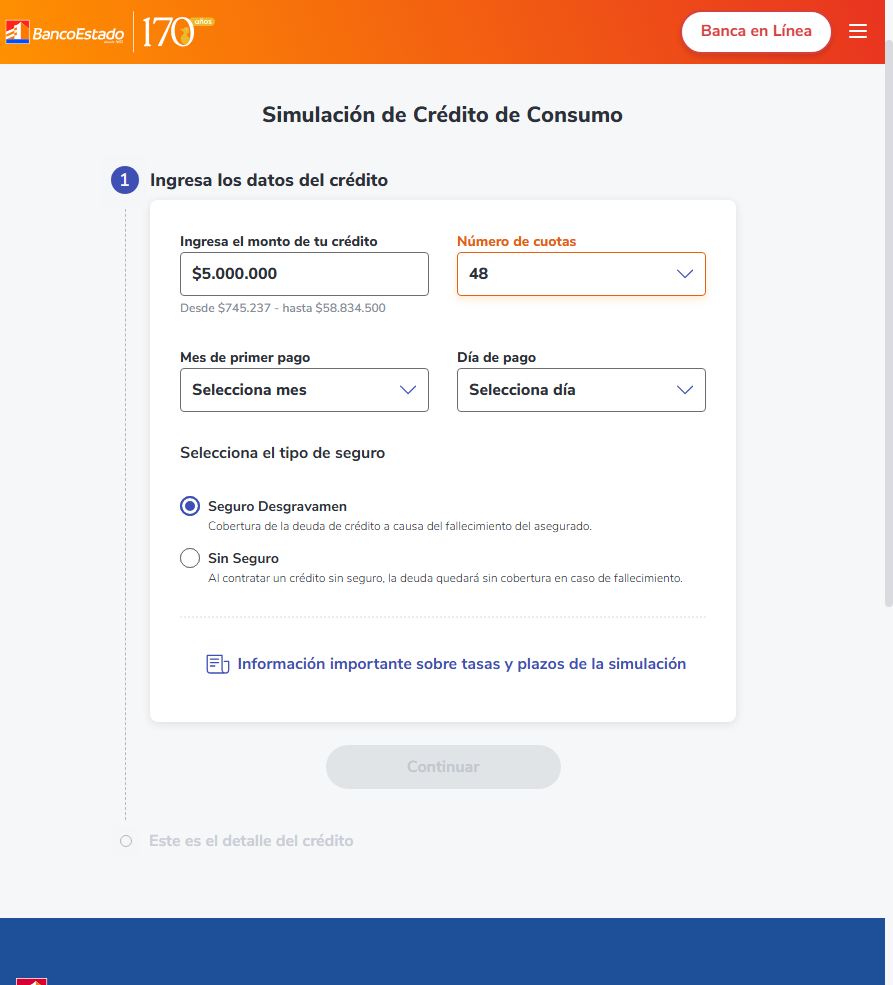 BancoEstado
170 años
Banca en Línea
Simulación de Crédito de Consumo
1 Ingresa los datos del crédito
Ingresa el monto de tu crédito
$5.000.000
Desde $745.237 - hasta $58.834.500
Número de cuotas
48
Mes de primer pago
Selecciona mes
Día de pago
Selecciona día
Selecciona el tipo de seguro
Seguro Desgravamen
Cobertura de la deuda de crédito a causa del fallecimiento del asegurado.
Sin Seguro
Al contratar un crédito sin seguro, la deuda quedará sin cobertura en caso de fallecimiento.
Información importante sobre tasas y plazos de la simulación
Continuar
Este es el detalle del crédito